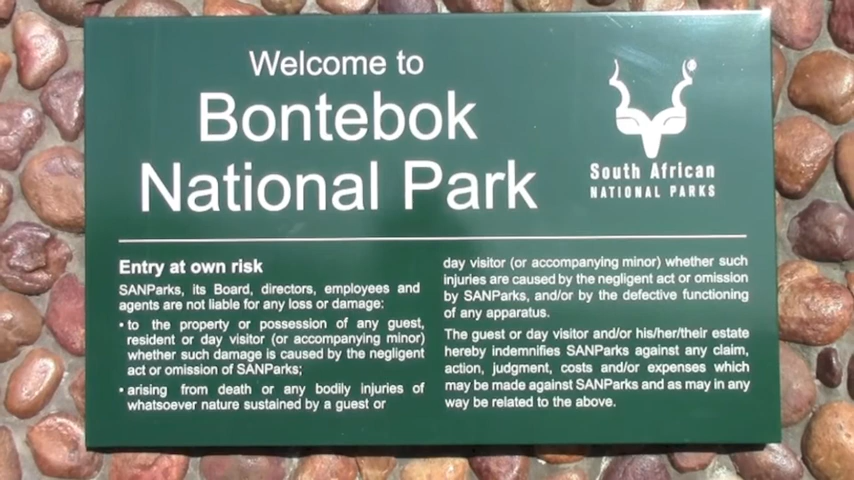 Welcome to
Bontebok
National Park
South African
NATIONAL PARKS
Entry at own risk
SANParks, its Board, directors, employees and
agents are not liable for any loss or damage:
• to the property or possession of any guest,
resident or day visitor (or accompanying minor)
whether such damage is caused by the negligent
act or omission of SANParks;
• arising from death or any bodily injuries of
whatsoever nature sustained by a guest or
day visitor (or accompanying minor) whether such
injuries are caused by the negligent act or omission
by SANParks, and/or by the defective functioning
of any apparatus.
The guest or day visitor and/or his/her/their estate
hereby indemnifies SANParks against any claim,
action, judgment, costs and/or expenses which
may be made against SANParks and as may in any
way be related to the above.